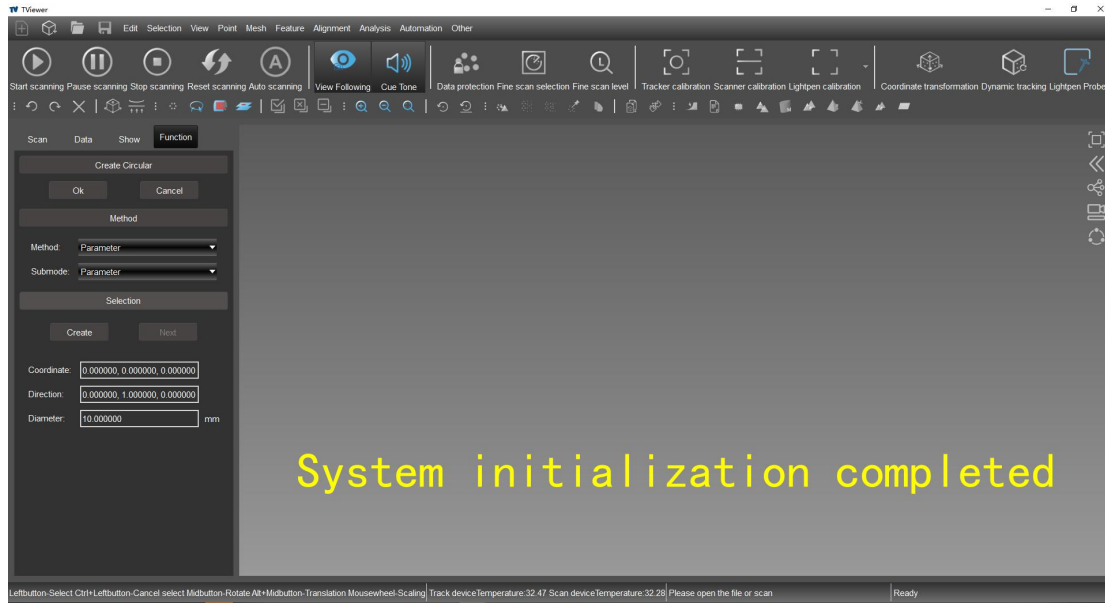 TViewer
Edit Selection View Point Mesh Feature Alignment Analysis Automation Other
Start scanning Pause scanning Stop scanning Reset scanning Auto scanning View Following Cue Tone Data protection Fine scan selection Fine scan level Tracker calibration Scanner calibration Lightpen calibration Coordinate transformation Dynamic tracking Lightpen Probe
Scan Data Show Function
Create Circular
Ok Cancel
Method
Method: Parameter
Submode: Parameter
Selection
Create Next
Coordinate: 0.000000, 0.000000, 0.000000
Direction: 0.000000, 1.000000, 0.000000
Diameter: 10.000000 mm
System initialization completed
Leftbutton-Select Ctrl+Leftbutton-Cancel select Midbutton-Rotate Alt+Midbutton-Translation Mousewheel-Scaling Track deviceTemperature:32.47 Scan deviceTemperature:32.28 Please open the file or scan Ready